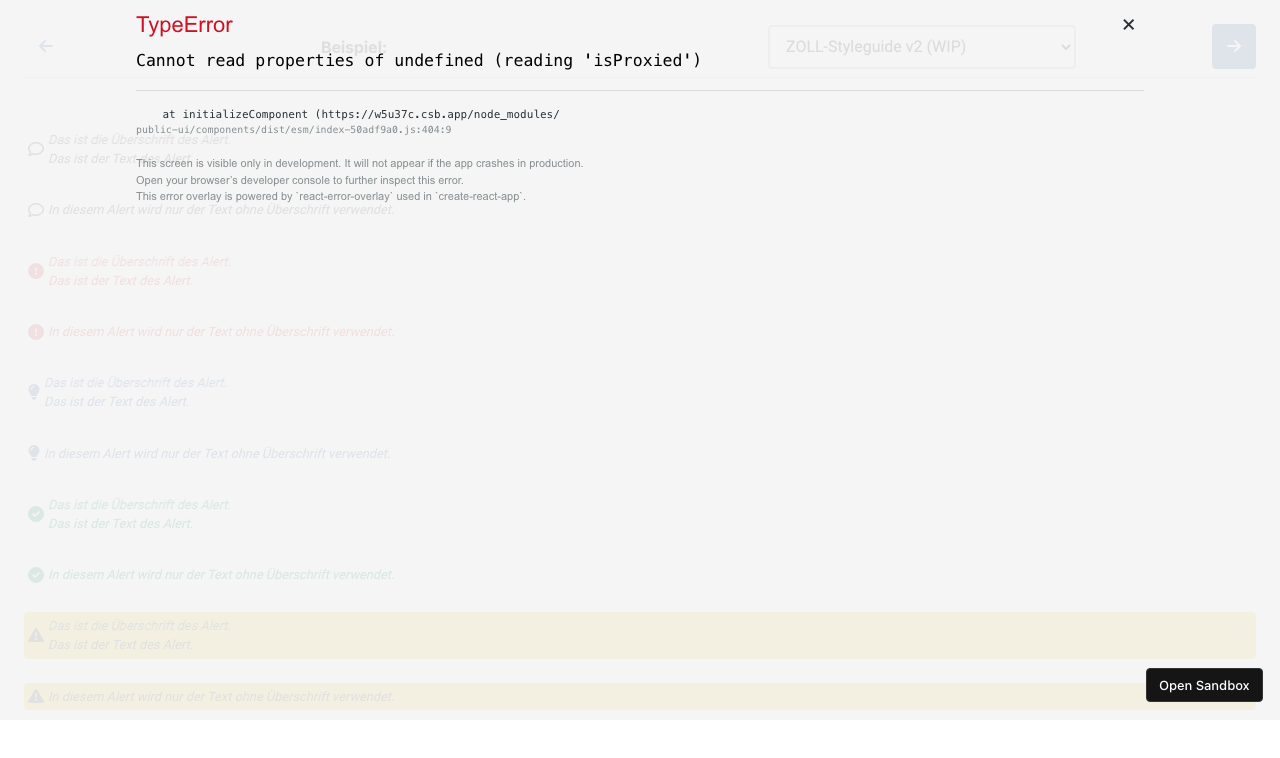 TypeError
Beispiel:
ZOLL-Styleguide v2 (WIP)
Cannot read properties of undefined (reading 'isProxied')
at initializeComponent (https://w5u37c.csb.app/node_modules/
public-ui/components/dist/esm/index-50adf9a0.js:404:9
Das ist die Überschrift des Alert.
Das ist der Text des Alert.
This screen is visible only in development. It will not appear if the app crashes in production.
Open your browser's developer console to further inspect this error.
This error overlay is powered by `react-error-overlay` used in `create-react-app`.
In diesem Alert wird nur der Text ohne Überschrift verwendet.
Das ist die Überschrift des Alert.
Das ist der Text des Alert.
In diesem Alert wird nur der Text ohne Überschrift verwendet.
Das ist die Überschrift des Alert.
Das ist der Text des Alert.
In diesem Alert wird nur der Text ohne Überschrift verwendet.
Das ist die Überschrift des Alert.
Das ist der Text des Alert.
In diesem Alert wird nur der Text ohne Überschrift verwendet.
Das ist die Überschrift des Alert.
Das ist der Text des Alert.
In diesem Alert wird nur der Text ohne Überschrift verwendet.
Open Sandbox